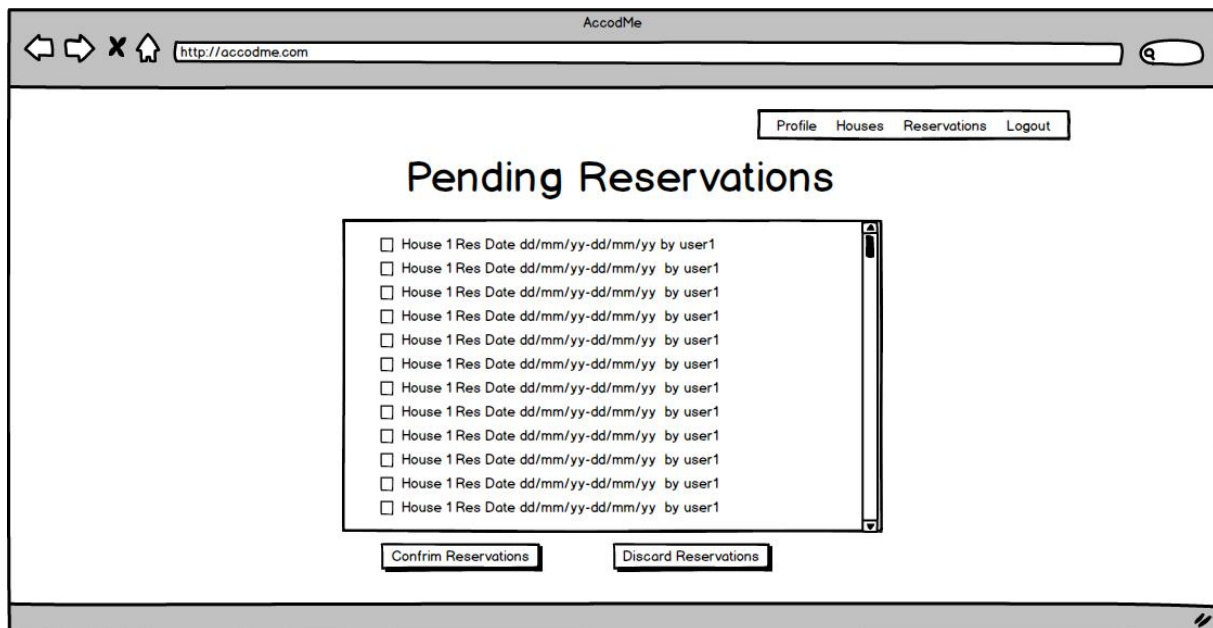 AccodMe
http://accodme.com
Profile Houses Reservations Logout
Pending Reservations
House 1 Res Date dd/mm/yy-dd/mm/yy by user1
House 1 Res Date dd/mm/yy-dd/mm/yy by user1
House 1 Res Date dd/mm/yy-dd/mm/yy by user1
House 1 Res Date dd/mm/yy-dd/mm/yy by user1
House 1 Res Date dd/mm/yy-dd/mm/yy by user1
House 1 Res Date dd/mm/yy-dd/mm/yy by user1
House 1 Res Date dd/mm/yy-dd/mm/yy by user1
House 1 Res Date dd/mm/yy-dd/mm/yy by user1
House 1 Res Date dd/mm/yy-dd/mm/yy by user1
House 1 Res Date dd/mm/yy-dd/mm/yy by user1
House 1 Res Date dd/mm/yy-dd/mm/yy by user1
House 1 Res Date dd/mm/yy-dd/mm/yy by user1
Confrim Reservations Discard Reservations